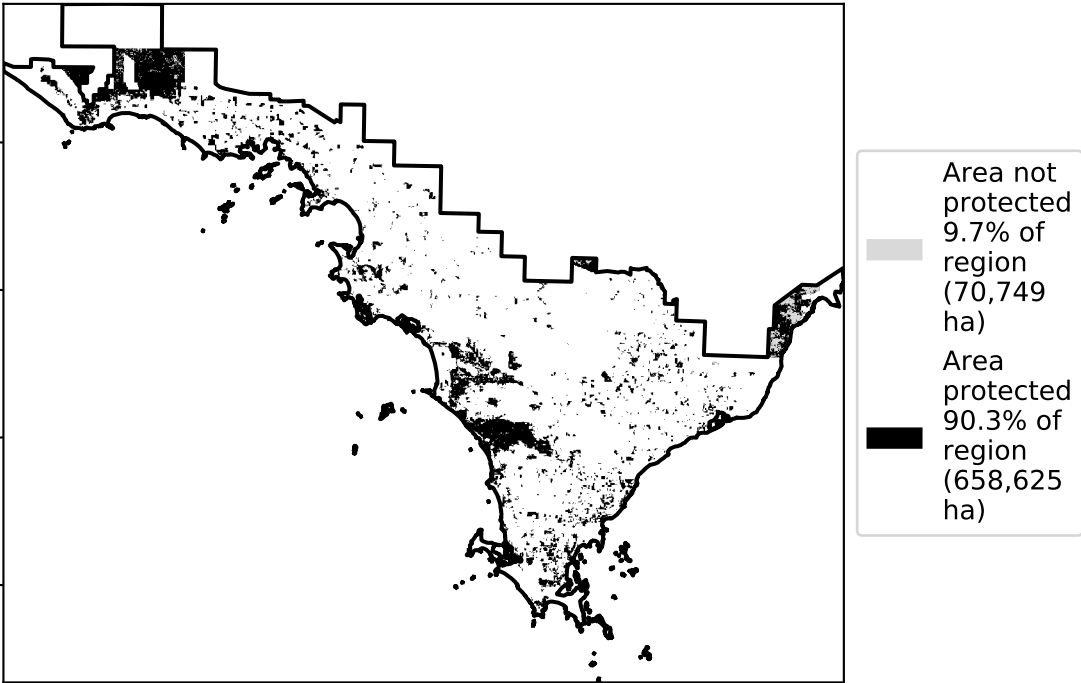 Area not
protected
9.7% of
region
(70,749
ha)
Area
protected
90.3% of
region
(658,625
ha)